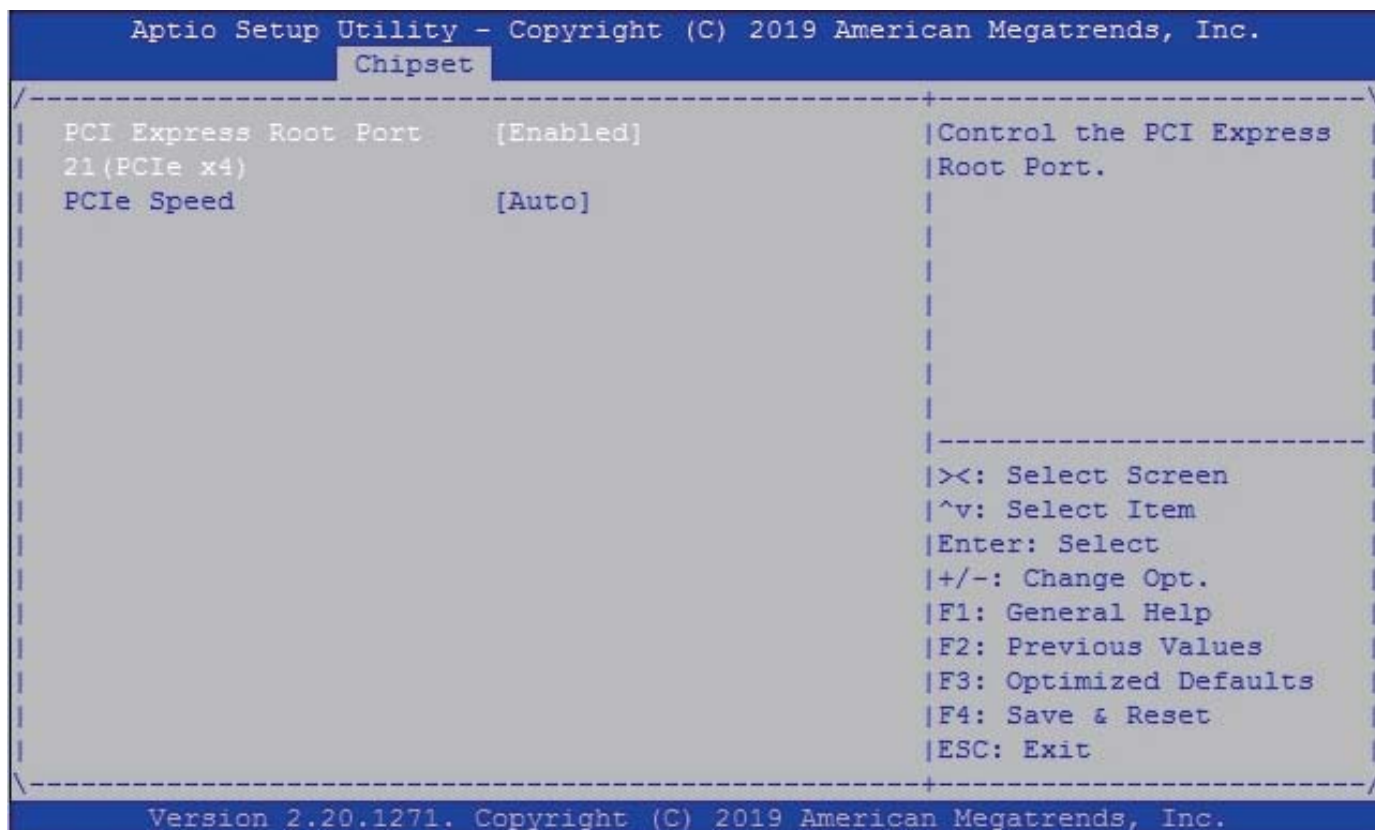 Aptio Setup Utility – Copyright (C) 2019 American Megatrends, Inc.
Chipset
PCI Express Root Port [Enabled]
21(PCIe x4)
PCIe Speed [Auto]
Control the PCI Express
Root Port.
><: Select Screen
^v: Select Item
Enter: Select
+/-: Change Opt.
F1: General Help
F2: Previous Values
F3: Optimized Defaults
F4: Save & Reset
ESC: Exit
Version 2.20.1271. Copyright (C) 2019 American Megatrends, Inc.